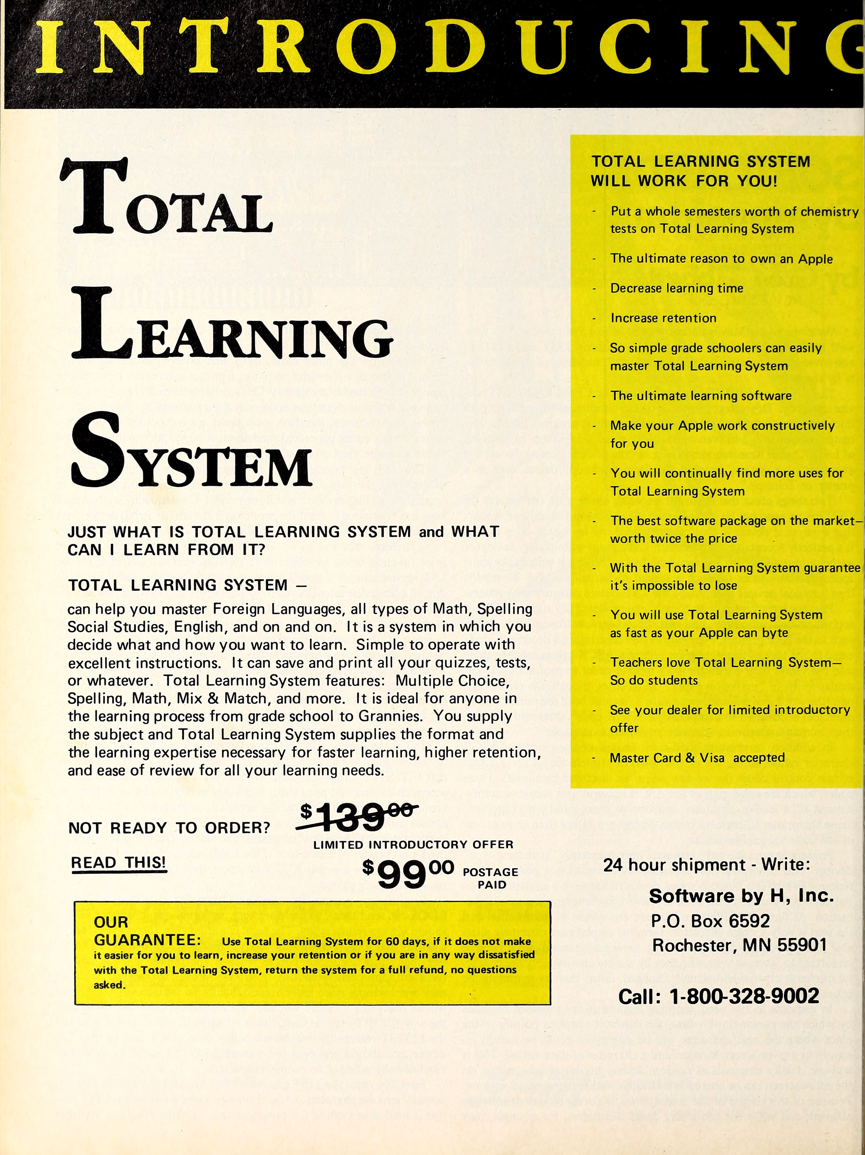 INTRODUCING
TOTAL
LEARNING
SYSTEM
JUST WHAT IS TOTAL LEARNING SYSTEM and WHAT
CAN I LEARN FROM IT?
TOTAL LEARNING SYSTEM –
can help you master Foreign Languages, all types of Math, Spelling
Social Studies, English, and on and on. It is a system in which you
decide what and how you want to learn. Simple to operate with
excellent instructions. It can save and print all your quizzes, tests,
or whatever. Total Learning System features: Multiple Choice,
Spelling, Math, Mix & Match, and more. It is ideal for anyone in
the learning process from grade school to Grannies. You supply
the subject and Total Learning System supplies the format and
the learning expertise necessary for faster learning, higher retention,
and ease of review for all your learning needs.
NOT READY TO ORDER?
READ THIS!
$139⁰⁰
LIMITED INTRODUCTORY OFFER
$99⁰⁰ POSTAGE
PAID
OUR
GUARANTEE: Use Total Learning System for 60 days, if it does not make
it easier for you to learn, increase your retention or if you are in any way dissatisfied
with the Total Learning System, return the system for a full refund, no questions
asked.
TOTAL LEARNING SYSTEM
WILL WORK FOR YOU!
- Put a whole semesters worth of chemistry
tests on Total Learning System
- The ultimate reason to own an Apple
- Decrease learning time
- Increase retention
- So simple grade schoolers can easily
master Total Learning System
- The ultimate learning software
- Make your Apple work constructively
for you
- You will continually find more uses for
Total Learning System
- The best software package on the market–
worth twice the price
- With the Total Learning System guarantee
it's impossible to lose
- You will use Total Learning System
as fast as your Apple can byte
- Teachers love Total Learning System–
So do students
- See your dealer for limited introductory
offer
- Master Card & Visa accepted
24 hour shipment - Write:
Software by H, Inc.
P.O. Box 6592
Rochester, MN 55901
Call: 1-800-328-9002